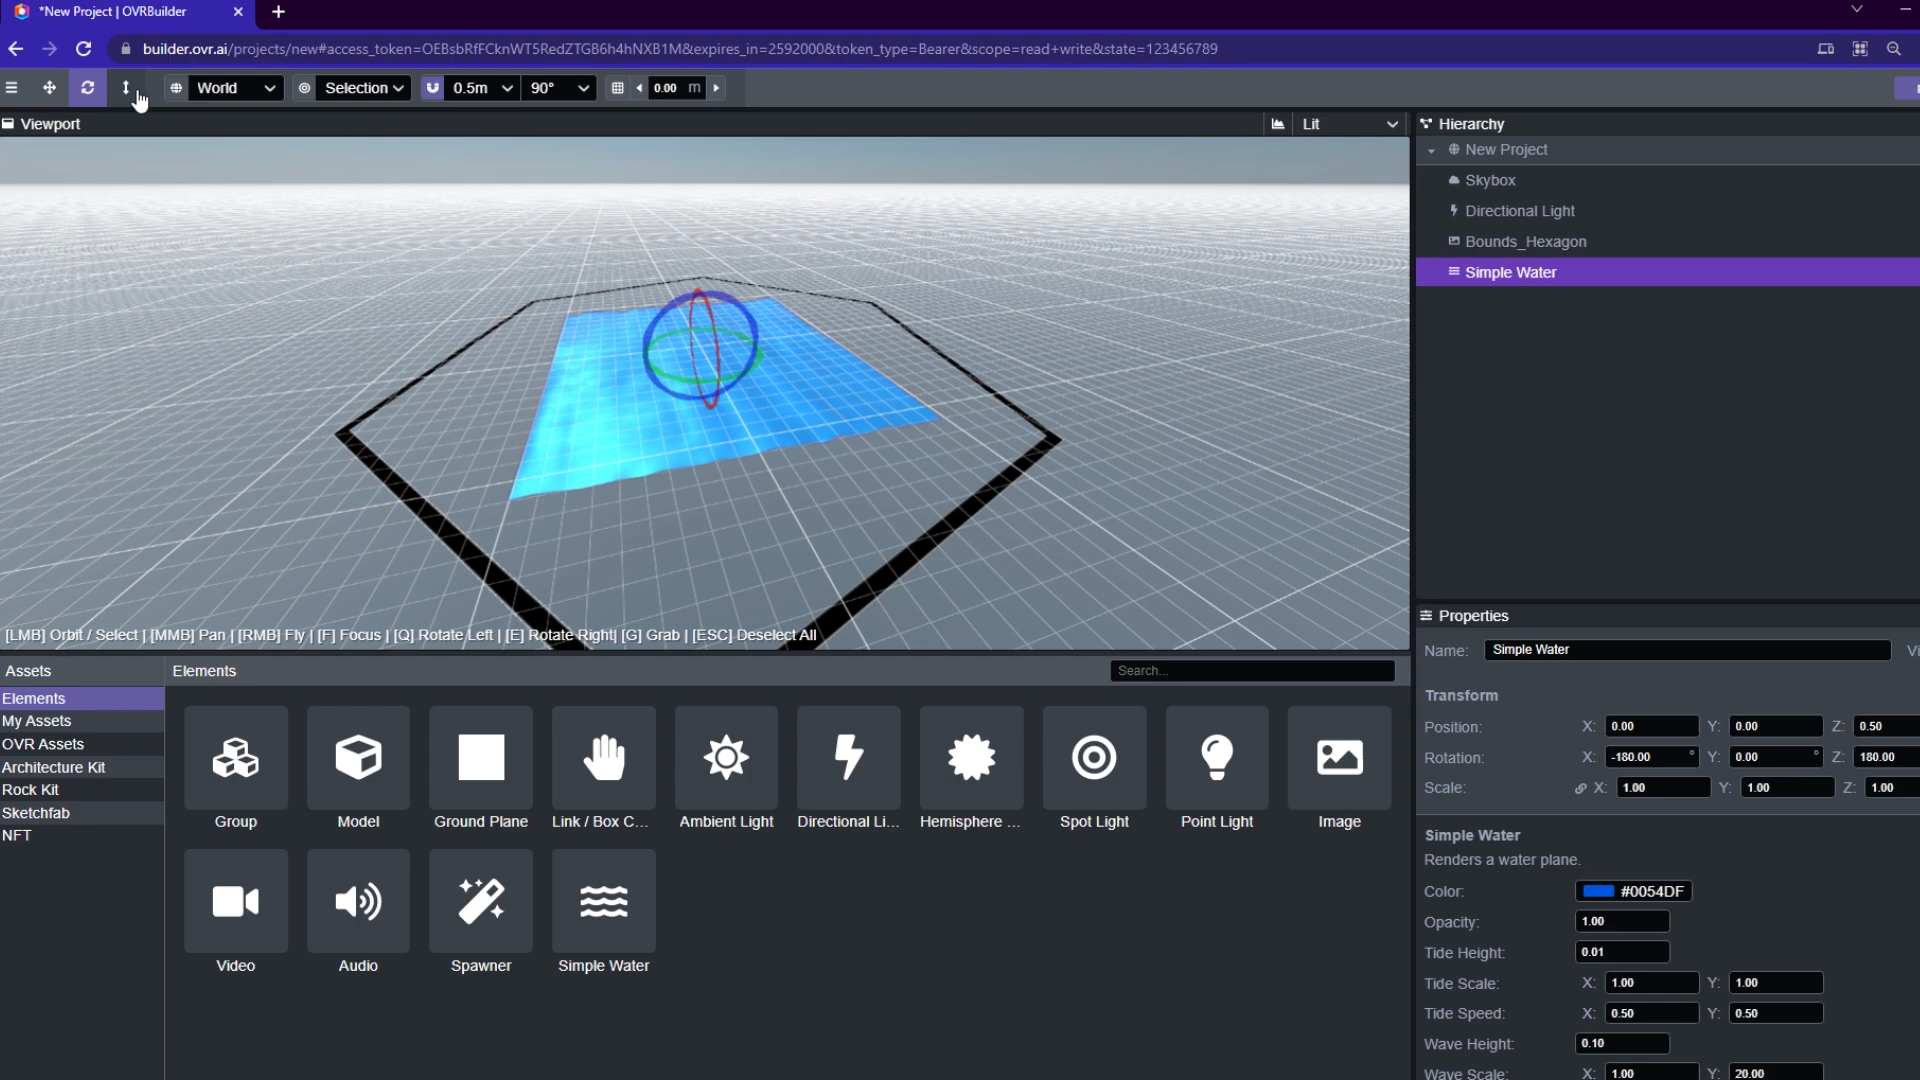 *New Project | OVRBuilder
builder.ovr.ai/projects/new#access_token=OEBsbRfFCknWT5RedZTGB6h4hNXB1M&expires_in=2592000&token_type=Bearer&scope=read+write&state=123456789
World Selection 0.5m 90° 0.00 m
Viewport Lit
Hierarchy
New Project
Skybox
Directional Light
Bounds_Hexagon
Simple Water
[LMB] Orbit / Select | [MMB] Pan | [RMB] Fly | [F] Focus | [Q] Rotate Left | [E] Rotate Right| [G] Grab | [ESC] Deselect All
Assets
Elements
My Assets
OVR Assets
Architecture Kit
Rock Kit
Sketchfab
NFT
Elements Search...
Group Model Ground Plane Link / Box C... Ambient Light Directional Li... Hemisphere ... Spot Light Point Light Image
Video Audio Spawner Simple Water
Properties
Name: Simple Water Vi
Transform
Position: X: 0.00 Y: 0.00 Z: 0.50
Rotation: X: -180.00 ° Y: 0.00 ° Z: 180.00
Scale: X: 1.00 Y: 1.00 Z: 1.00
Simple Water
Renders a water plane.
Color: #0054DF
Opacity: 1.00
Tide Height: 0.01
Tide Scale: X: 1.00 Y: 1.00
Tide Speed: X: 0.50 Y: 0.50
Wave Height: 0.10
Wave Scale: X: 1.00 Y: 20.00